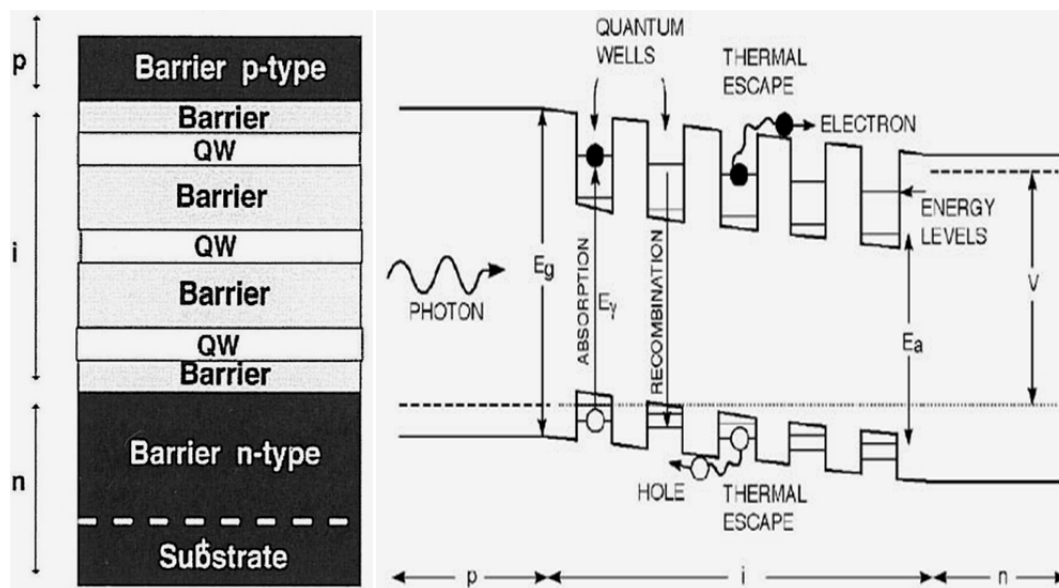 p
Barrier p-type
i
Barrier
QW
Barrier
QW
Barrier
QW
Barrier
n
Barrier n-type
Substrate
QUANTUM
WELLS
THERMAL
ESCAPE
ELECTRON
ENERGY
LEVELS
PHOTON
Eg
ABSORPTION
Eγ
RECOMBINATION
Ea
V
HOLE
THERMAL
ESCAPE
p
i
n